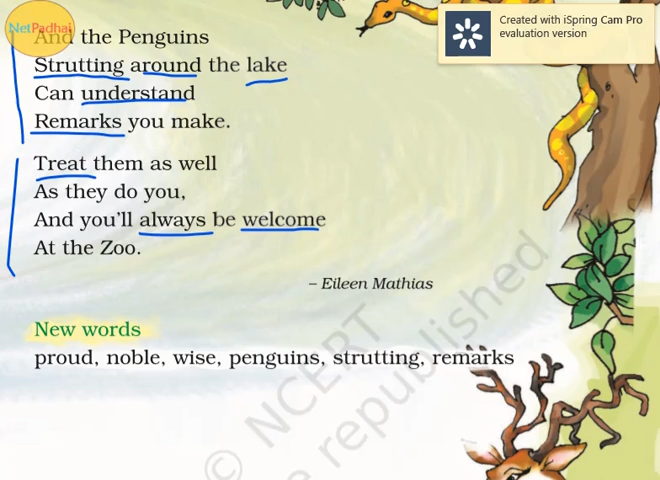 NetPadhai
Created with iSpring Cam Pro
evaluation version
And the Penguins
Strutting around the lake
Can understand
Remarks you make.
Treat them as well
As they do you,
And you'll always be welcome
At the Zoo.
– Eileen Mathias
New words
proud, noble, wise, penguins, strutting, remarks
© NCERT
be republished